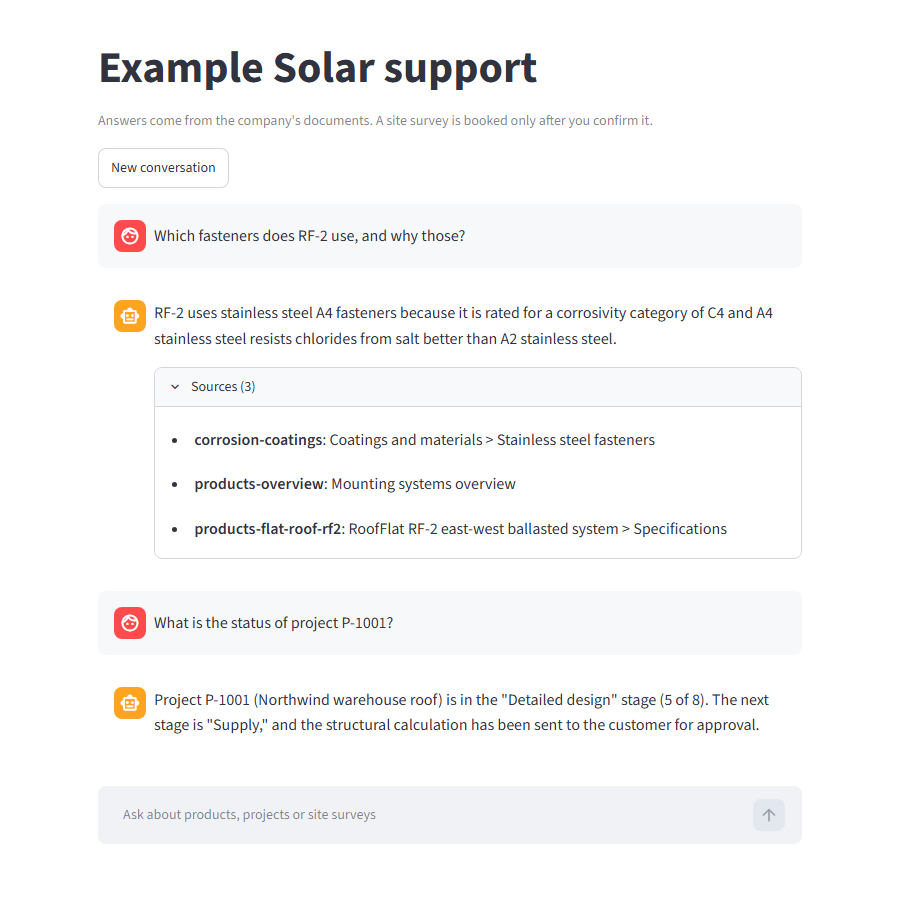 Example Solar support
Answers come from the company's documents. A site survey is booked only after you confirm it.
New conversation
Which fasteners does RF-2 use, and why those?
RF-2 uses stainless steel A4 fasteners because it is rated for a corrosivity category of C4 and A4
stainless steel resists chlorides from salt better than A2 stainless steel.
Sources (3)
• corrosion-coatings: Coatings and materials > Stainless steel fasteners
• products-overview: Mounting systems overview
• products-flat-roof-rf2: RoofFlat RF-2 east-west ballasted system > Specifications
What is the status of project P-1001?
Project P-1001 (Northwind warehouse roof) is in the "Detailed design" stage (5 of 8). The next
stage is "Supply," and the structural calculation has been sent to the customer for approval.
Ask about products, projects or site surveys